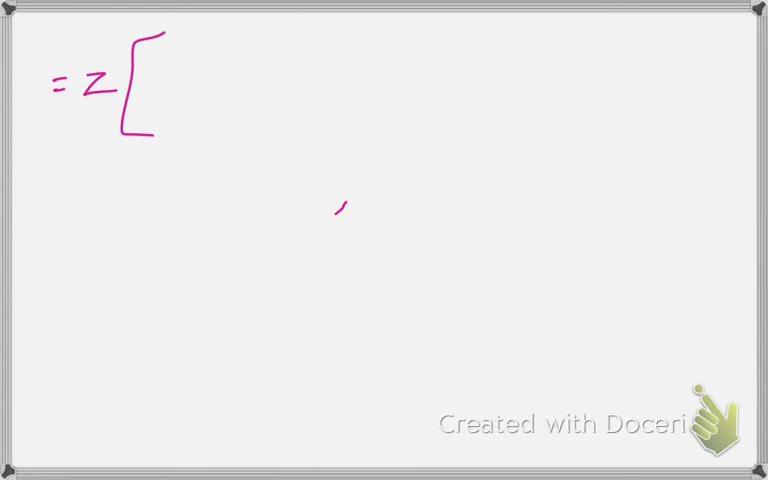 = z [
Created with Doceri